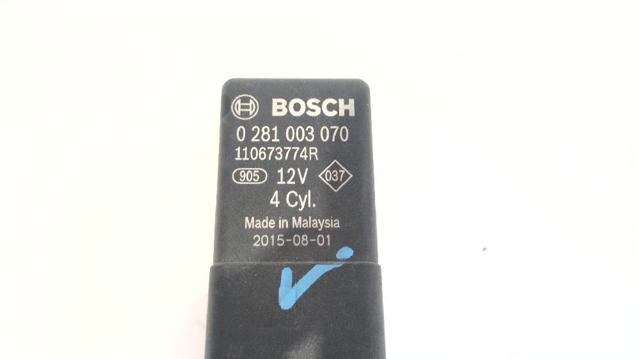 BOSCH
0 281 003 070
110673774R
905 12V 037
4 Cyl.
Made in Malaysia
2015-08-01